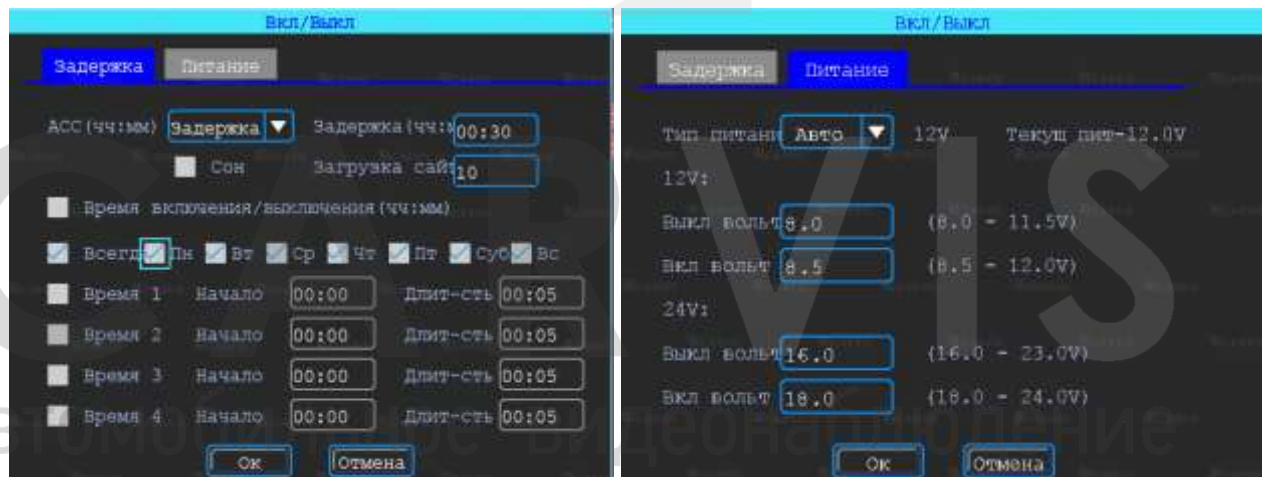 Вкл/Выкл
Задержка Питание
ACC(чч:мм) Задержка Задержка(чч:м 00:30
Сон Загрузка сайт 10
Время включения/выключения(чч:мм)
Всегда Пн Вт Ср Чт Пт Суб Вс
Время 1 Начало 00:00 Длит-сть 00:05
Время 2 Начало 00:00 Длит-сть 00:05
Время 3 Начало 00:00 Длит-сть 00:05
Время 4 Начало 00:00 Длит-сть 00:05
Ок Отмена
Вкл/Выкл
Задержка Питание
Тип питани Авто 12V Текущ пит-12.0V
12V:
Выкл вольт 8.0 (8.0 - 11.5V)
Вкл вольт 8.5 (8.5 - 12.0V)
24V:
Выкл вольт 16.0 (16.0 - 23.0V)
Вкл вольт 18.0 (18.0 - 24.0V)
Ок Отмена
CARVIS
автомобильное видеонаблюдение